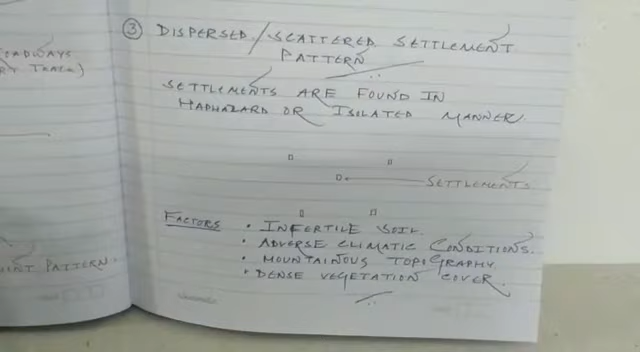 ③ DISPERSED/SCATTERED SETTLEMENT
PATTERN
SETTLEMENTS ARE FOUND IN
HAPHAZARD OR ISOLATED MANNER
SETTLEMENTS
FACTORS • INFERTILE SOIL.
• ADVERSE CLIMATIC CONDITIONS.
• MOUNTAINOUS TOPOGRAPHY.
• DENSE VEGETATION COVER.
PATTERN.